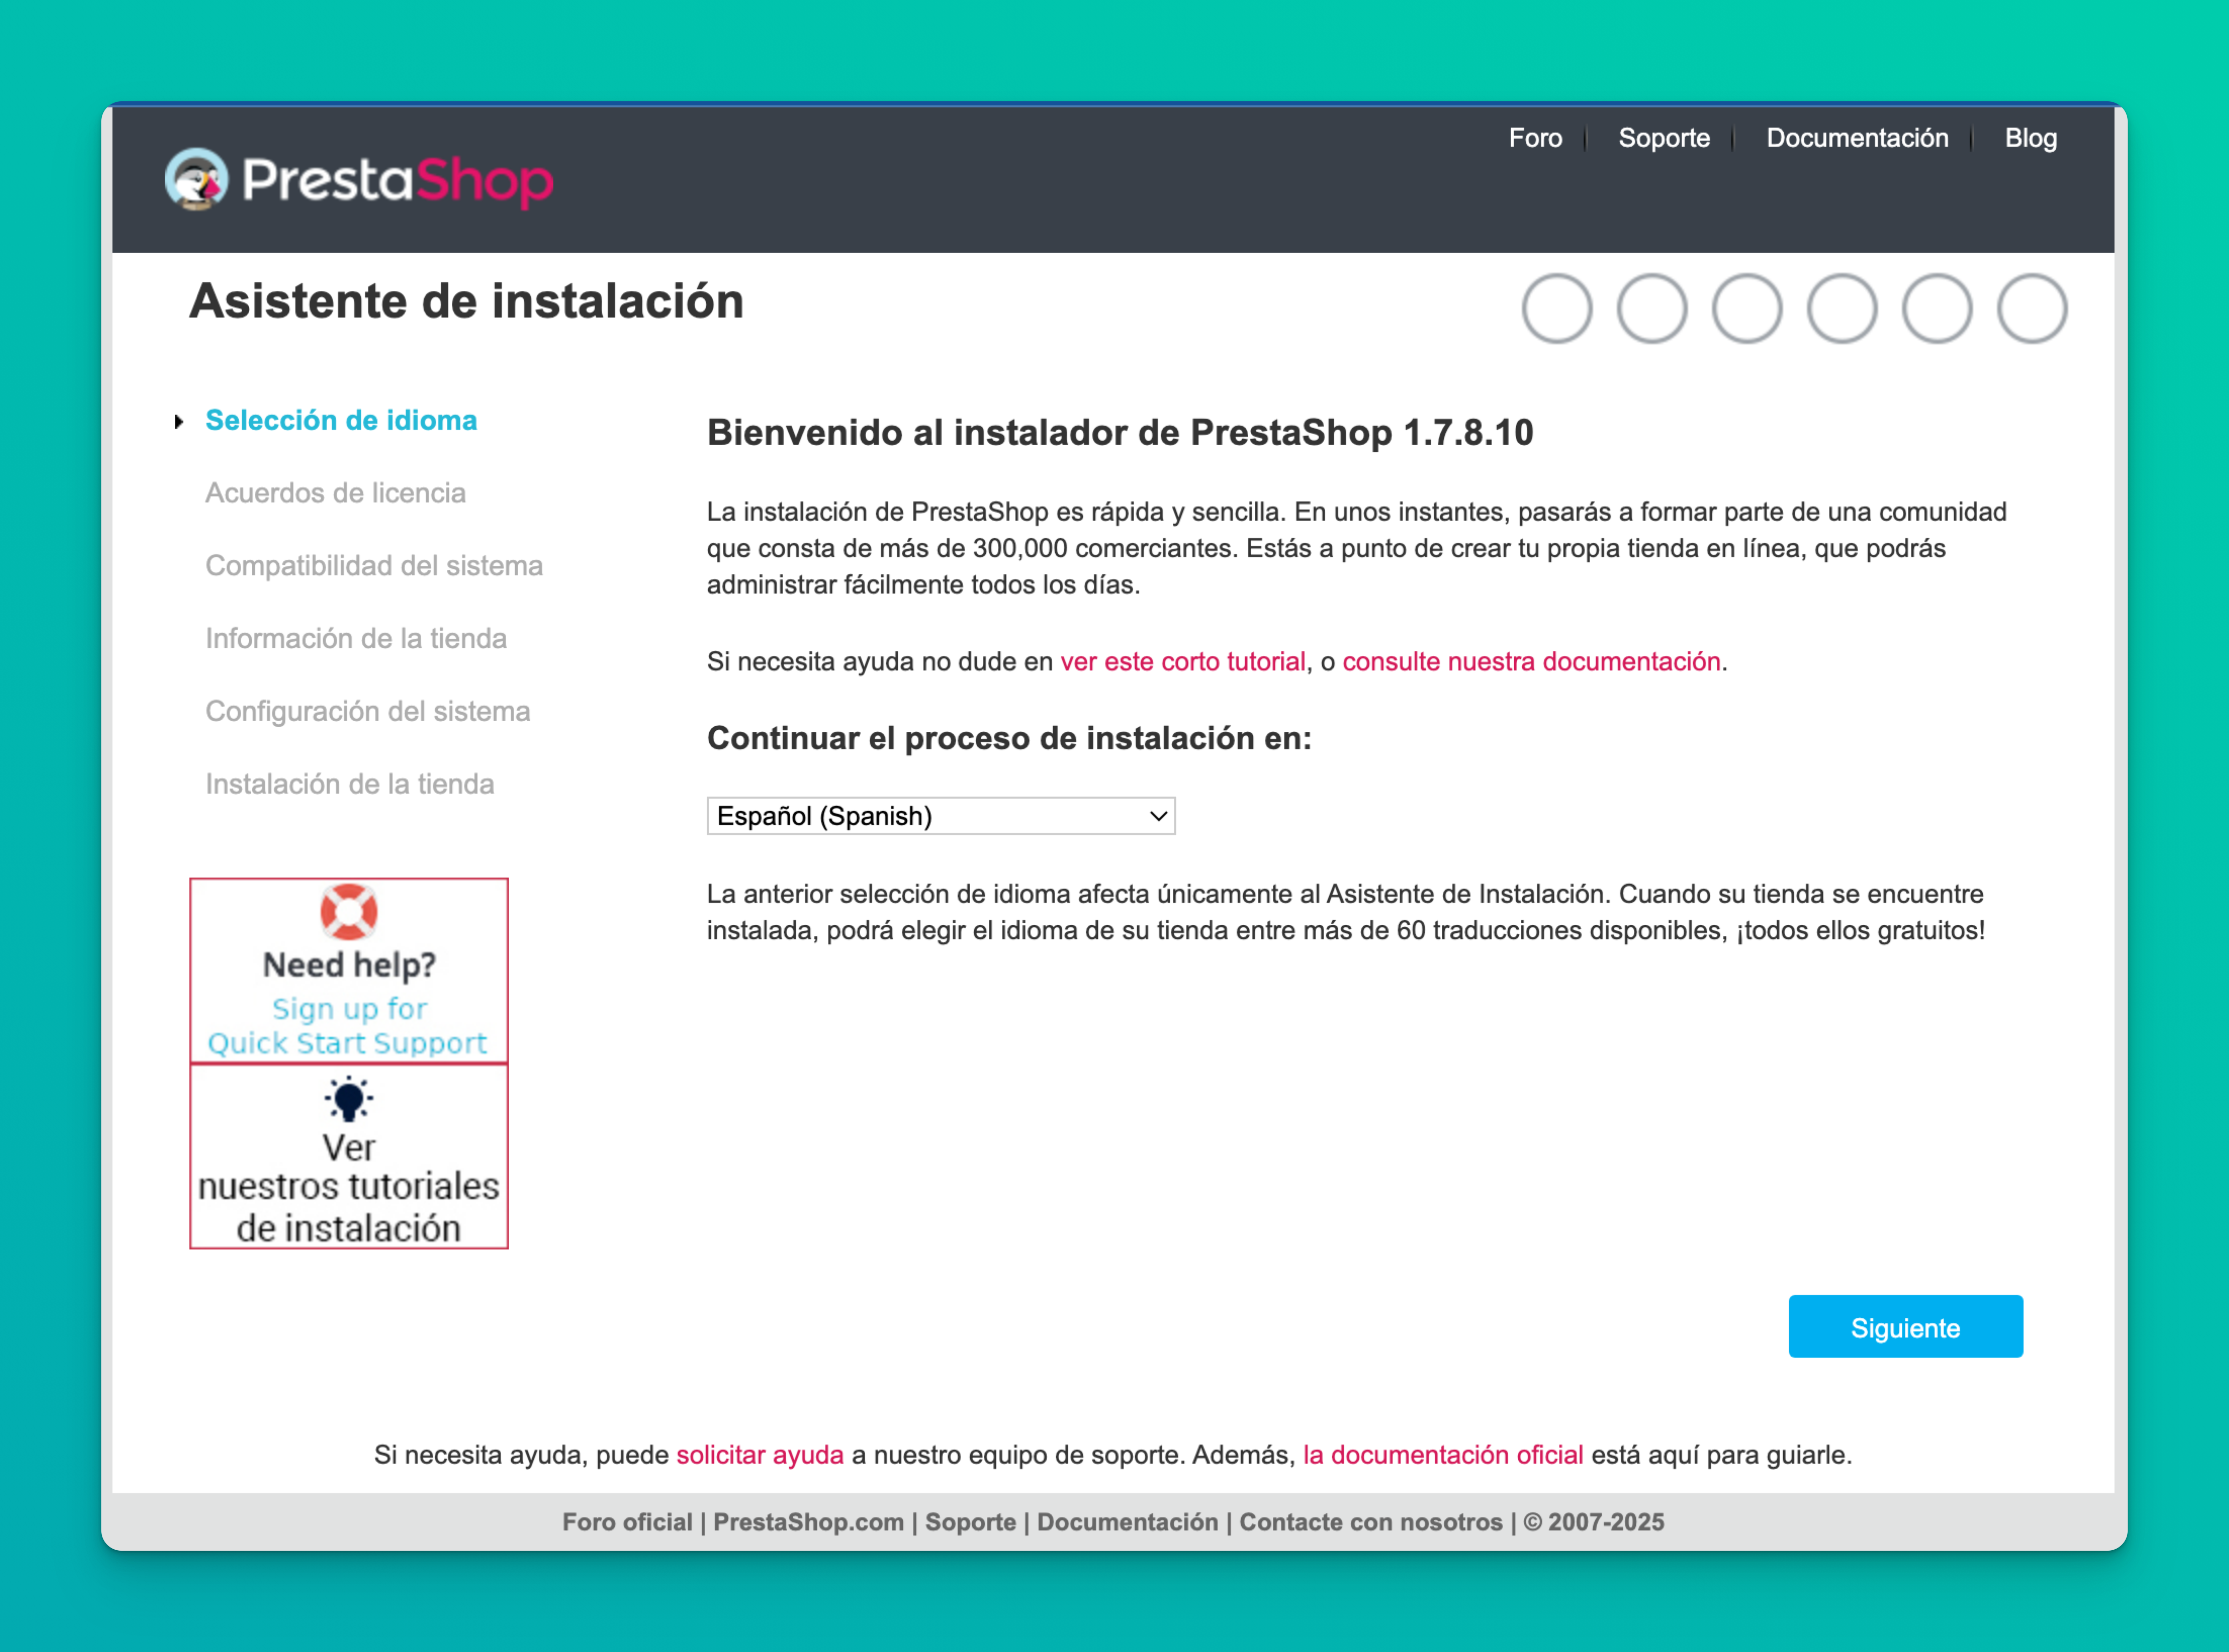 PrestaShop
Foro Soporte Documentación Blog
Asistente de instalación
Selección de idioma
Acuerdos de licencia
Compatibilidad del sistema
Información de la tienda
Configuración del sistema
Instalación de la tienda
Need help?
Sign up for
Quick Start Support
Ver
nuestros tutoriales
de instalación
Bienvenido al instalador de PrestaShop 1.7.8.10
La instalación de PrestaShop es rápida y sencilla. En unos instantes, pasarás a formar parte de una comunidad
que consta de más de 300,000 comerciantes. Estás a punto de crear tu propia tienda en línea, que podrás
administrar fácilmente todos los días.
Si necesita ayuda no dude en ver este corto tutorial, o consulte nuestra documentación.
Continuar el proceso de instalación en:
Español (Spanish)
La anterior selección de idioma afecta únicamente al Asistente de Instalación. Cuando su tienda se encuentre
instalada, podrá elegir el idioma de su tienda entre más de 60 traducciones disponibles, ¡todos ellos gratuitos!
Siguiente
Si necesita ayuda, puede solicitar ayuda a nuestro equipo de soporte. Además, la documentación oficial está aquí para guiarle.
Foro oficial | PrestaShop.com | Soporte | Documentación | Contacte con nosotros | © 2007-2025